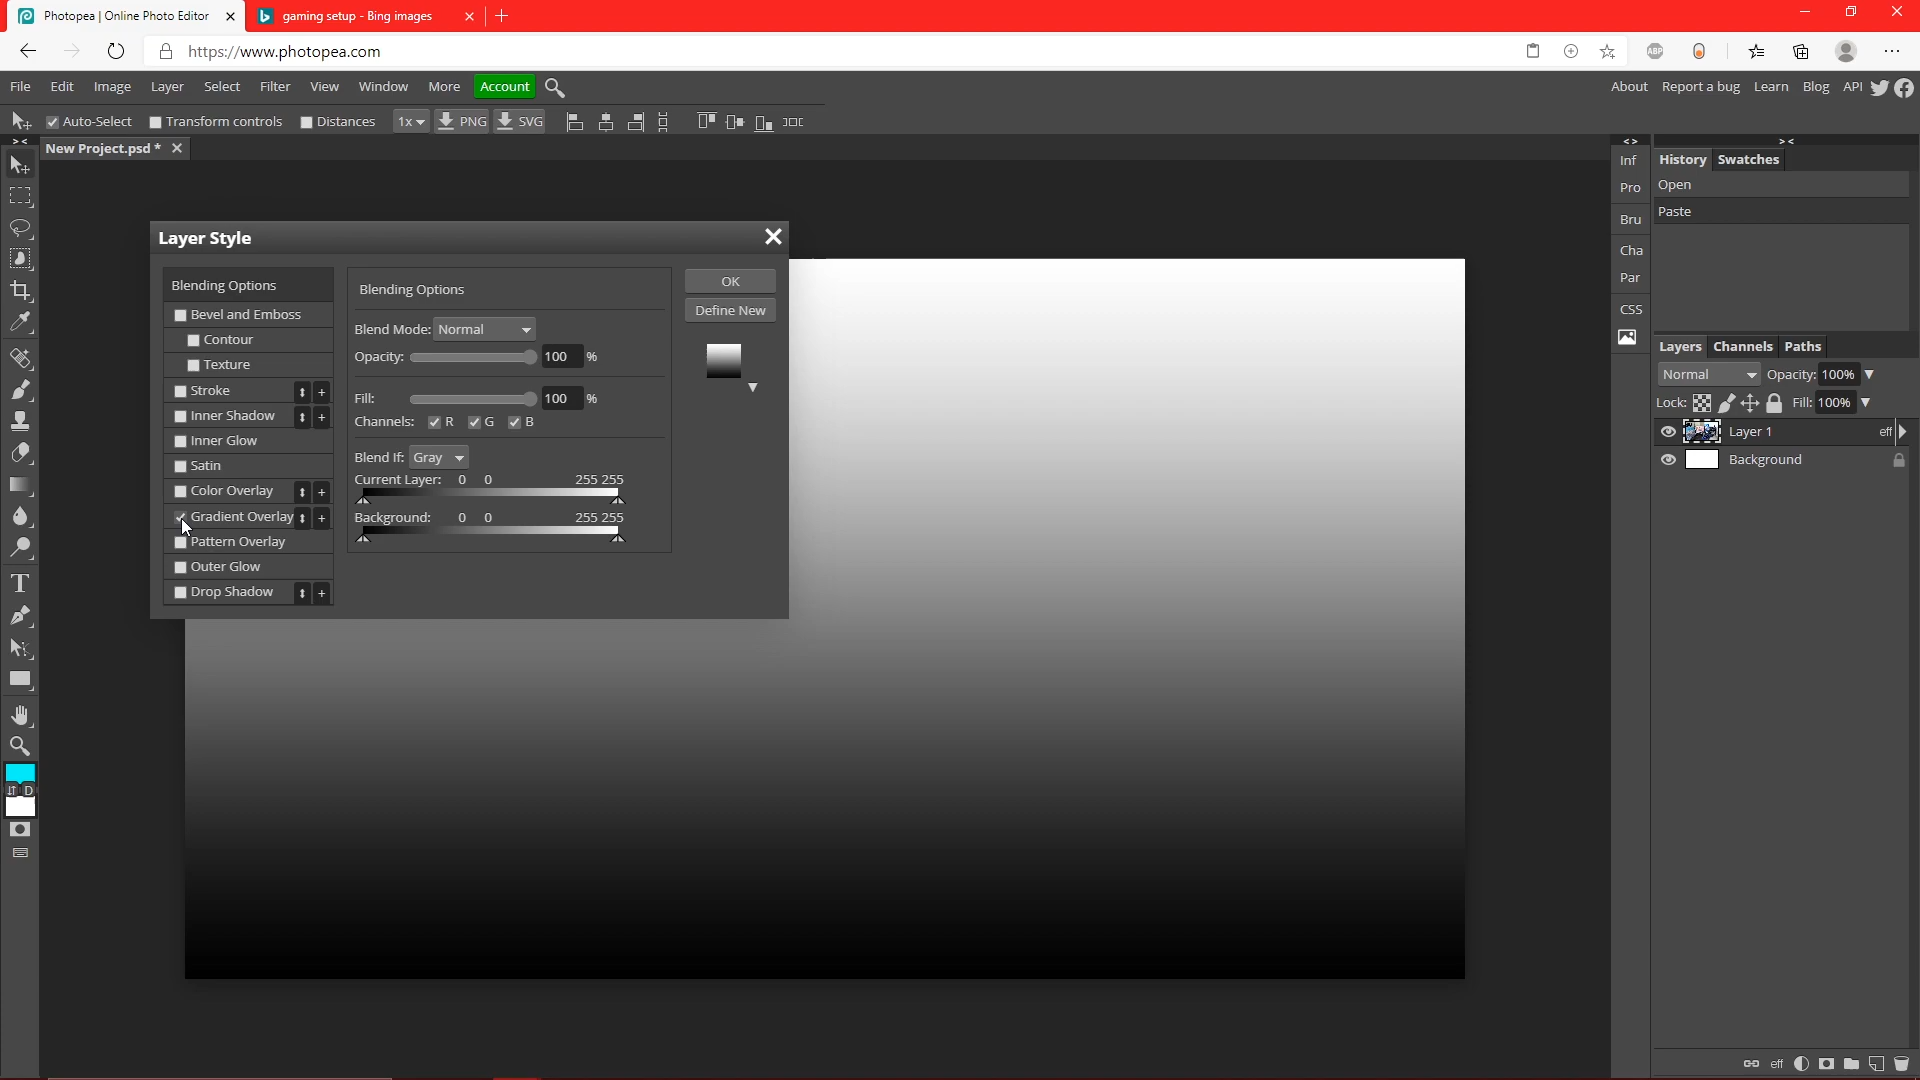 Photopea | Online Photo Editor
gaming setup - Bing images
https://www.photopea.com
ABP
File Edit Image Layer Select Filter View Window More Account
About Report a bug Learn Blog API
Auto-Select Transform controls Distances 1x PNG SVG
New Project.psd *
Layer Style
Blending Options
Bevel and Emboss
Contour
Texture
Stroke
Inner Shadow
Inner Glow
Satin
Color Overlay
Gradient Overlay
Pattern Overlay
Outer Glow
Drop Shadow
Blending Options
Blend Mode: Normal
Opacity: 100 %
Fill: 100 %
Channels: R G B
Blend If: Gray
Current Layer: 0 0 255 255
Background: 0 0 255 255
OK
Define New
D
Inf
Pro
Bru
Cha
Par
CSS
History Swatches
Open
Paste
Layers Channels Paths
Normal Opacity: 100%
Lock: Fill: 100%
Layer 1 eff
Background
eff